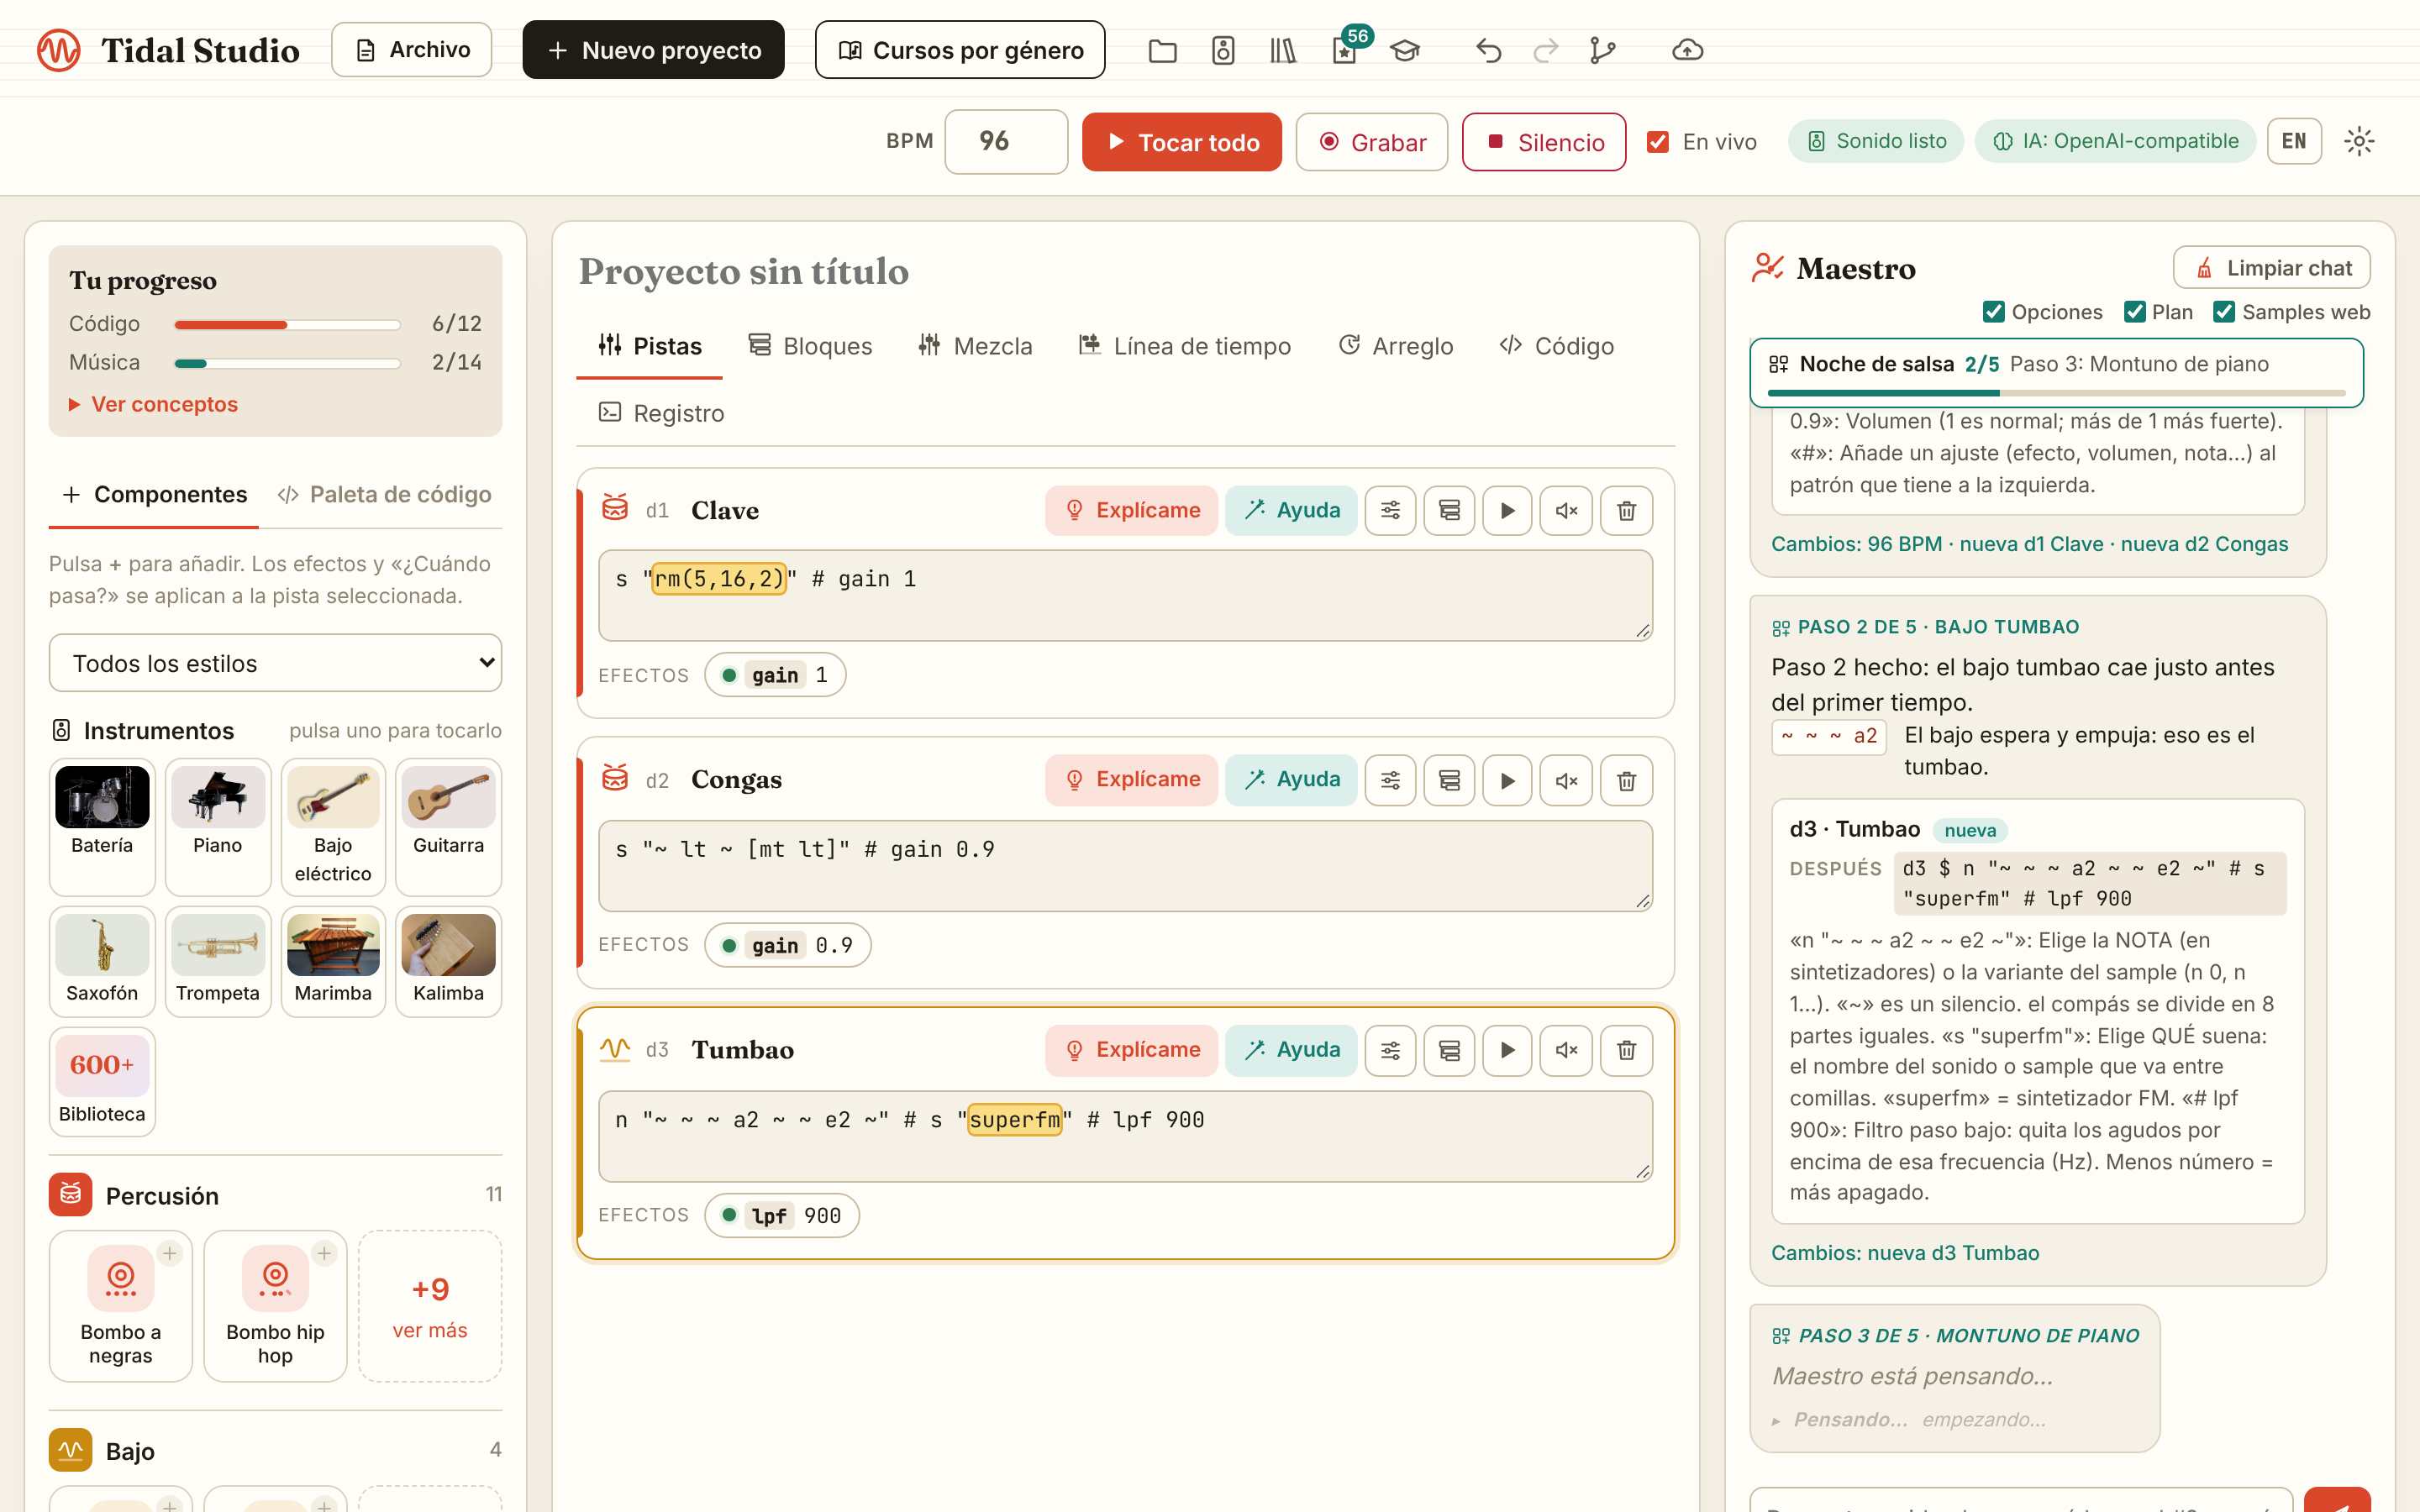 Tidal Studio
Archivo
+ Nuevo proyecto
Cursos por género
56
BPM 96
Tocar todo
Grabar
Silencio
En vivo
Sonido listo
IA: OpenAI-compatible
EN
Tu progreso
Código 6/12
Música 2/14
Ver conceptos
+ Componentes
</> Paleta de código
Pulsa + para añadir. Los efectos y «¿Cuándo
pasa?» se aplican a la pista seleccionada.
Todos los estilos
Instrumentos pulsa uno para tocarlo
Batería
Piano
Bajo
eléctrico
Guitarra
Saxofón
Trompeta
Marimba
Kalimba
600+
Biblioteca
Percusión 11
Bombo a
negras
Bombo hip
hop
+9
ver más
Bajo 4
Proyecto sin título
Pistas
Bloques
Mezcla
Línea de tiempo
Arreglo
</> Código
Registro
d1 Clave
Explícame
Ayuda
s "rm(5,16,2)" # gain 1
EFECTOS gain 1
d2 Congas
Explícame
Ayuda
s "~ lt ~ [mt lt]" # gain 0.9
EFECTOS gain 0.9
d3 Tumbao
Explícame
Ayuda
n "~ ~ ~ a2 ~ ~ e2 ~" # s "superfm" # lpf 900
EFECTOS lpf 900
Maestro
Limpiar chat
Opciones
Plan
Samples web
Noche de salsa 2/5 Paso 3: Montuno de piano
0.9»: Volumen (1 es normal; más de 1 más fuerte).
«#»: Añade un ajuste (efecto, volumen, nota...) al
patrón que tiene a la izquierda.
Cambios: 96 BPM · nueva d1 Clave · nueva d2 Congas
PASO 2 DE 5 · BAJO TUMBAO
Paso 2 hecho: el bajo tumbao cae justo antes
del primer tiempo.
~ ~ ~ a2 El bajo espera y empuja: eso es el
tumbao.
d3 · Tumbao nueva
DESPUÉS d3 $ n "~ ~ ~ a2 ~ ~ e2 ~" # s
"superfm" # lpf 900
«n "~ ~ ~ a2 ~ ~ e2 ~"»: Elige la NOTA (en
sintetizadores) o la variante del sample (n 0, n
1...). «~» es un silencio. el compás se divide en 8
partes iguales. «s "superfm"»: Elige QUÉ suena:
el nombre del sonido o sample que va entre
comillas. «superfm» = sintetizador FM. «# lpf
900»: Filtro paso bajo: quita los agudos por
encima de esa frecuencia (Hz). Menos número =
más apagado.
Cambios: nueva d3 Tumbao
PASO 3 DE 5 · MONTUNO DE PIANO
Maestro está pensando...
Pensando... empezando...